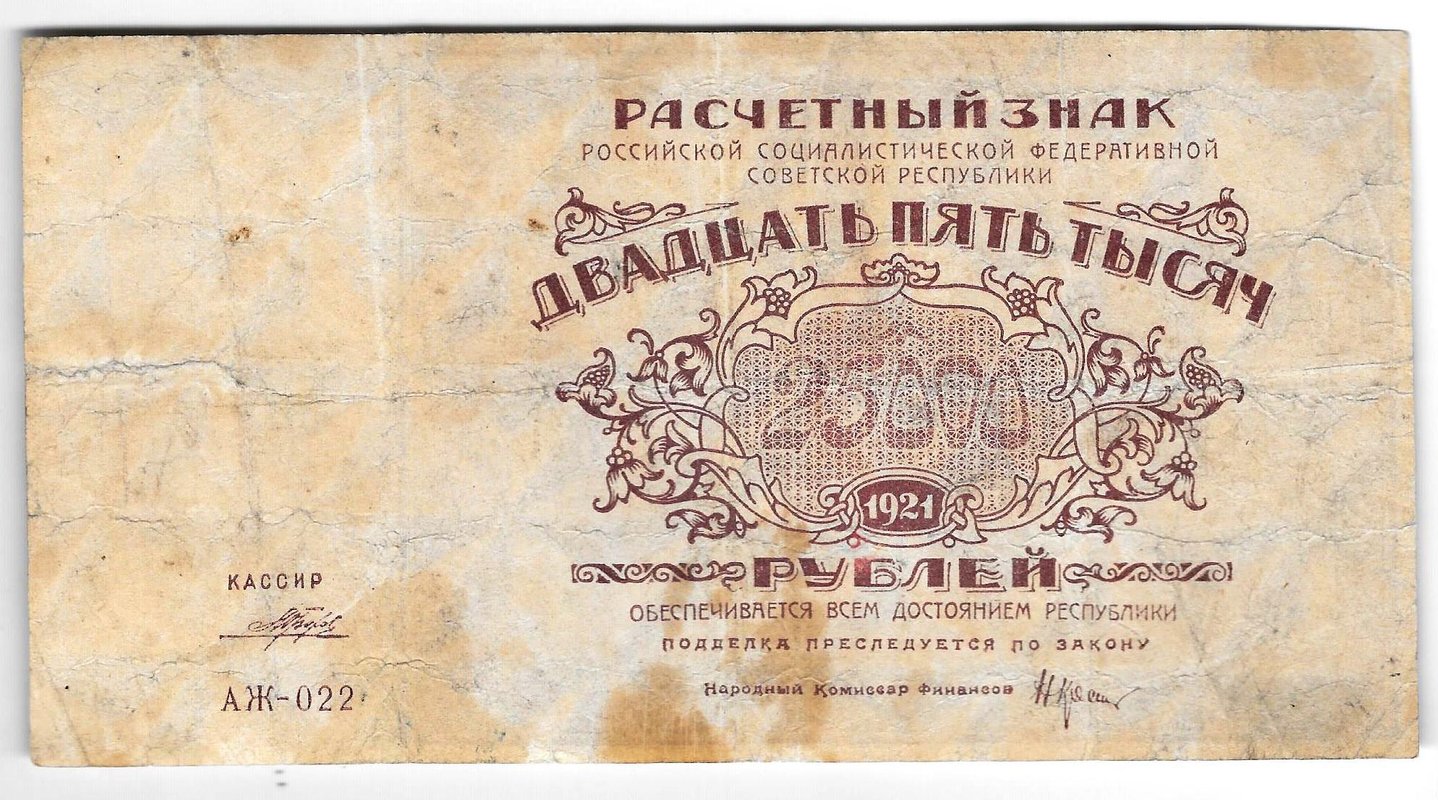 РАСЧЕТНЫЙ ЗНАК
РОССИЙСКОЙ СОЦИАЛИСТИЧЕСКОЙ ФЕДЕРАТИВНОЙ
СОВЕТСКОЙ РЕСПУБЛИКИ
ДВАДЦАТЬ ПЯТЬ ТЫСЯЧ
25000
1921
РУБЛЕЙ
ОБЕСПЕЧИВАЕТСЯ ВСЕМ ДОСТОЯНИЕМ РЕСПУБЛИКИ
ПОДДЕЛКА ПРЕСЛЕДУЕТСЯ ПО ЗАКОНУ
Народный Комиссар Финансов
КАССИР
АЖ-022